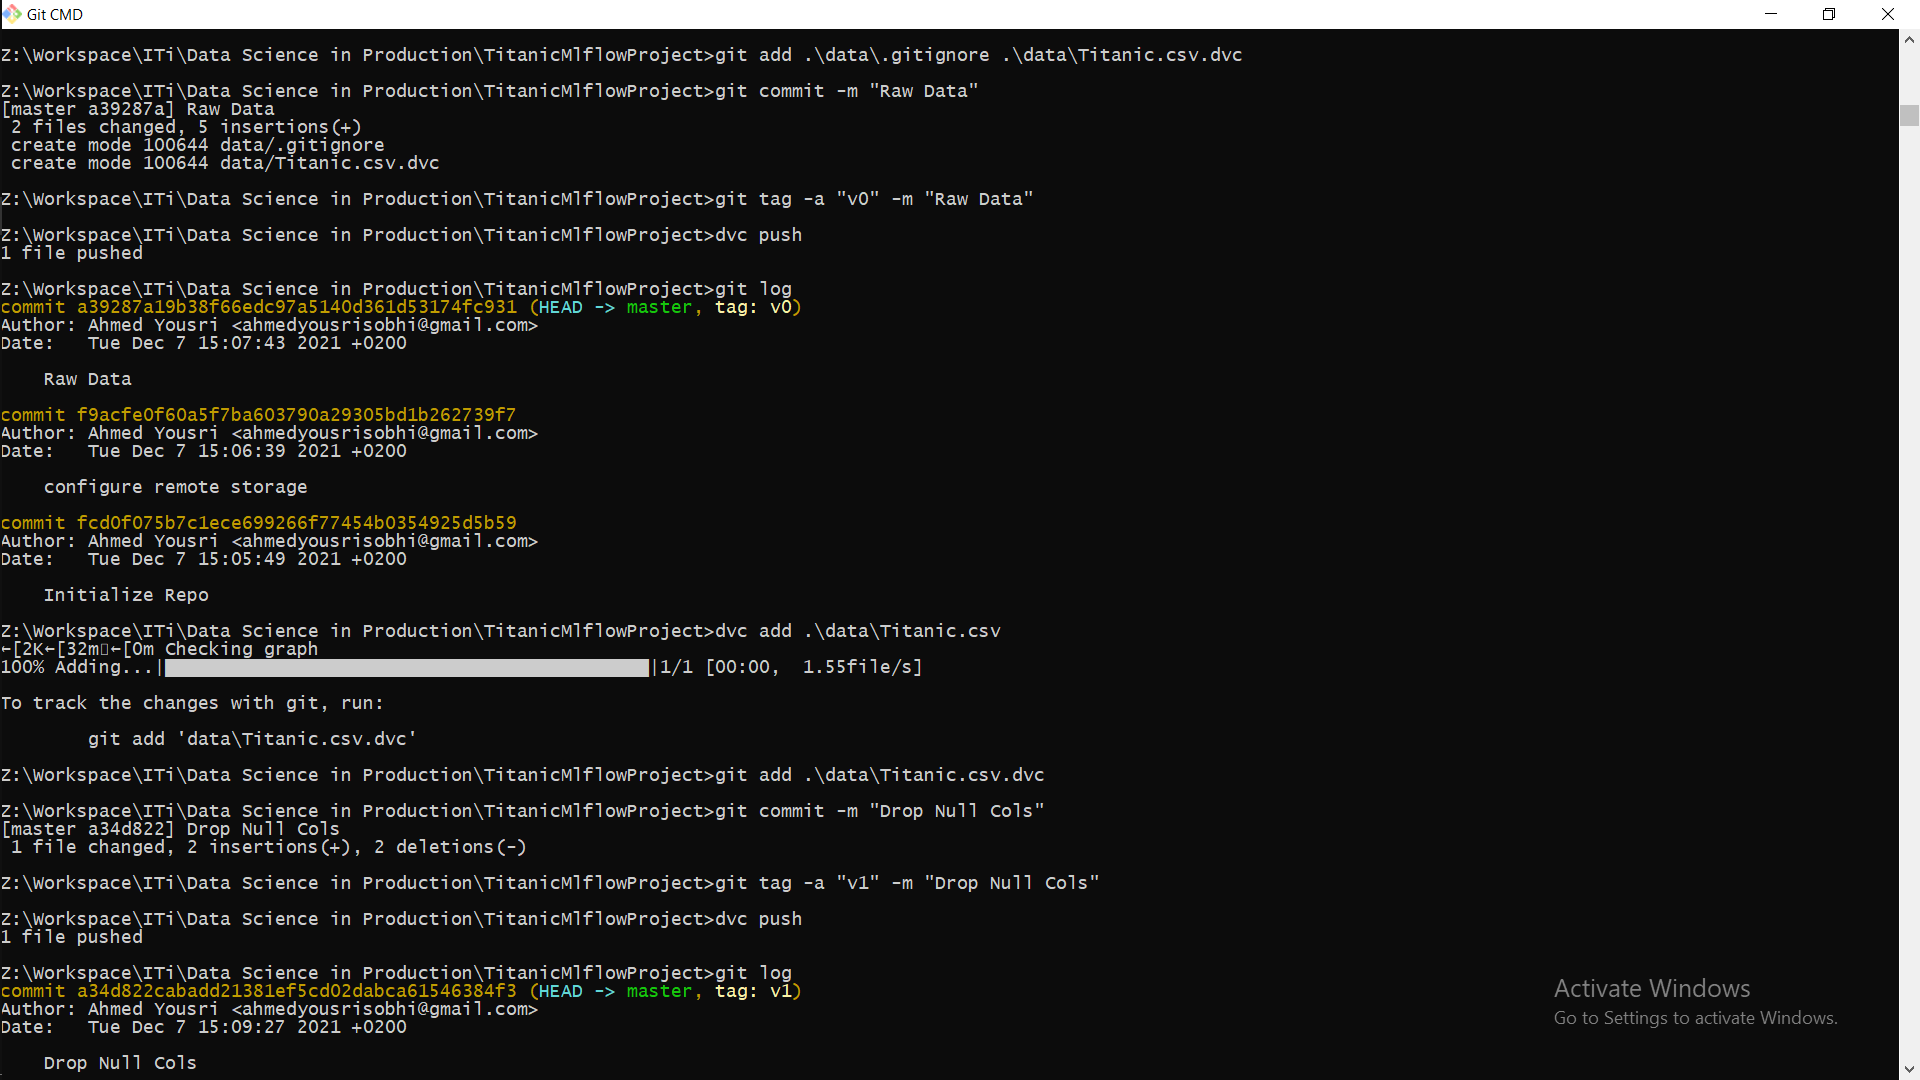 Git CMD
Z:\Workspace\ITi\Data Science in Production\TitanicMlflowProject>git add .\data\.gitignore .\data\Titanic.csv.dvc
Z:\Workspace\ITi\Data Science in Production\TitanicMlflowProject>git commit -m "Raw Data"
[master a39287a] Raw Data
 2 files changed, 5 insertions(+)
 create mode 100644 data/.gitignore
 create mode 100644 data/Titanic.csv.dvc
Z:\Workspace\ITi\Data Science in Production\TitanicMlflowProject>git tag -a "v0" -m "Raw Data"
Z:\Workspace\ITi\Data Science in Production\TitanicMlflowProject>dvc push
1 file pushed
Z:\Workspace\ITi\Data Science in Production\TitanicMlflowProject>git log
commit a39287a19b38f66edc97a5140d361d53174fc931 (HEAD -> master, tag: v0)
Author: Ahmed Yousri <ahmedyousrisobhi@gmail.com>
Date:   Tue Dec 7 15:07:43 2021 +0200
    Raw Data
commit f9acfe0f60a5f7ba603790a29305bd1b262739f7
Author: Ahmed Yousri <ahmedyousrisobhi@gmail.com>
Date:   Tue Dec 7 15:06:39 2021 +0200
    configure remote storage
commit fcd0f075b7c1ece699266f77454b0354925d5b59
Author: Ahmed Yousri <ahmedyousrisobhi@gmail.com>
Date:   Tue Dec 7 15:05:49 2021 +0200
    Initialize Repo
Z:\Workspace\ITi\Data Science in Production\TitanicMlflowProject>dvc add .\data\Titanic.csv
←[2K←[32m▯←[0m Checking graph
100% Adding...|█████████████████████████████████████|1/1 [00:00,  1.55file/s]
To track the changes with git, run:
        git add 'data\Titanic.csv.dvc'
Z:\Workspace\ITi\Data Science in Production\TitanicMlflowProject>git add .\data\Titanic.csv.dvc
Z:\Workspace\ITi\Data Science in Production\TitanicMlflowProject>git commit -m "Drop Null Cols"
[master a34d822] Drop Null Cols
 1 file changed, 2 insertions(+), 2 deletions(-)
Z:\Workspace\ITi\Data Science in Production\TitanicMlflowProject>git tag -a "v1" -m "Drop Null Cols"
Z:\Workspace\ITi\Data Science in Production\TitanicMlflowProject>dvc push
1 file pushed
Z:\Workspace\ITi\Data Science in Production\TitanicMlflowProject>git log
commit a34d822cabadd21381ef5cd02dabca61546384f3 (HEAD -> master, tag: v1)
Author: Ahmed Yousri <ahmedyousrisobhi@gmail.com>
Date:   Tue Dec 7 15:09:27 2021 +0200
    Drop Null Cols
Activate Windows
Go to Settings to activate Windows.